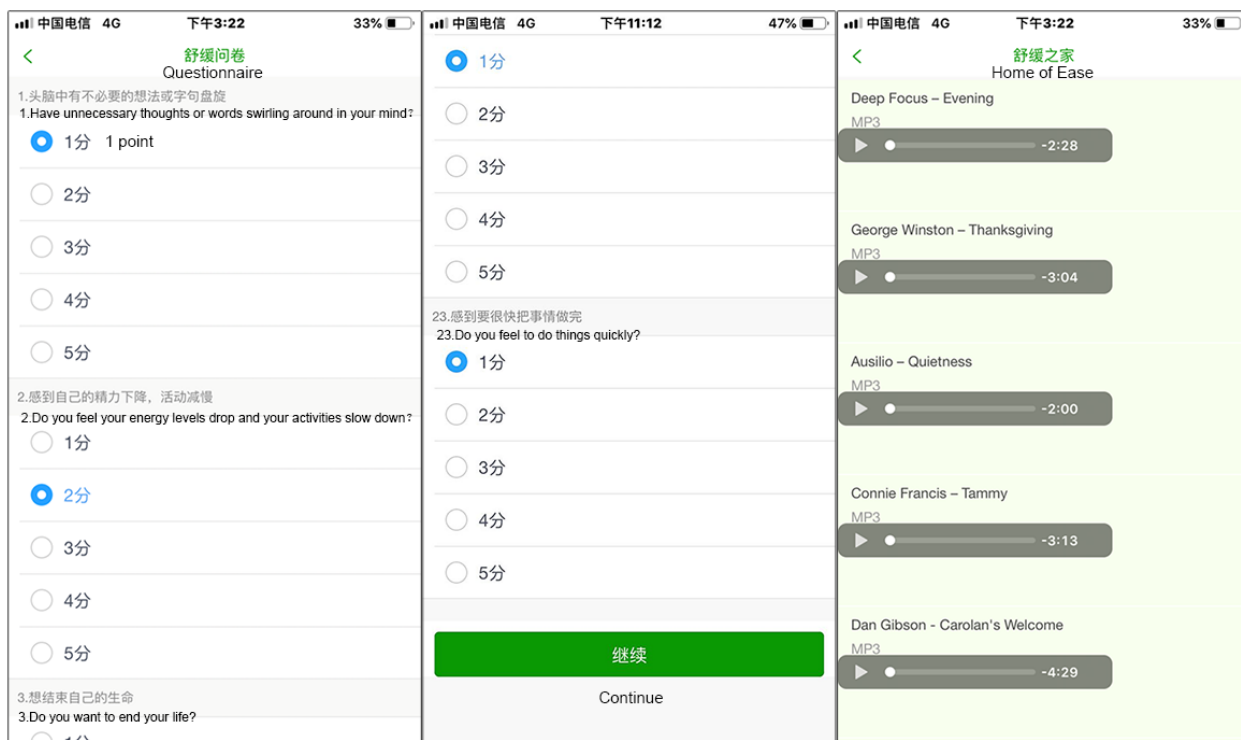 中国电信 4G 下午3:22 33%
舒缓问卷
Questionnaire
1.头脑中有不必要的想法或字句盘旋
1.Have unnecessary thoughts or words swirling around in your mind?
1分 1 point
2分
3分
4分
5分
2.感到自己的精力下降，活动减慢
2.Do you feel your energy levels drop and your activities slow down?
1分
2分
3分
4分
5分
3.想结束自己的生命
3.Do you want to end your life?
1分
中国电信 4G 下午11:12 47%
1分
2分
3分
4分
5分
23.感到要很快把事情做完
23.Do you feel to do things quickly?
1分
2分
3分
4分
5分
继续
Continue
中国电信 4G 下午3:22 33%
舒缓之家
Home of Ease
Deep Focus – Evening
MP3
-2:28
George Winston – Thanksgiving
MP3
-3:04
Ausilio – Quietness
MP3
-2:00
Connie Francis – Tammy
MP3
-3:13
Dan Gibson - Carolan's Welcome
MP3
-4:29